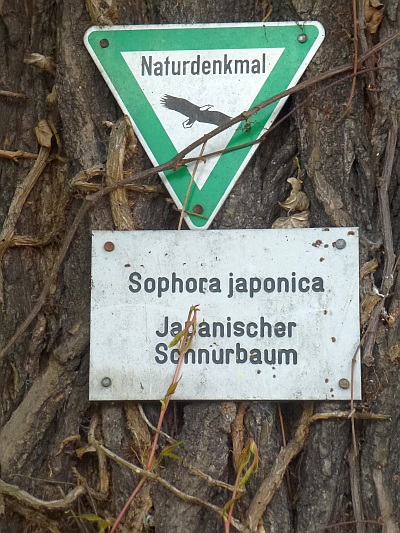 Naturdenkmal
Sophora japonica
Japanischer
Schnurbaum